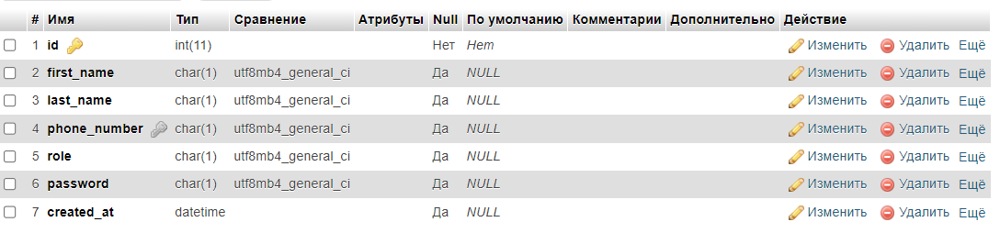 # Имя Тип Сравнение Атрибуты Null По умолчанию Комментарии Дополнительно Действие
1 id int(11) Нет Нет Изменить Удалить Ещё
2 first_name char(1) utf8mb4_general_ci Да NULL Изменить Удалить Ещё
3 last_name char(1) utf8mb4_general_ci Да NULL Изменить Удалить Ещё
4 phone_number char(1) utf8mb4_general_ci Да NULL Изменить Удалить Ещё
5 role char(1) utf8mb4_general_ci Да NULL Изменить Удалить Ещё
6 password char(1) utf8mb4_general_ci Да NULL Изменить Удалить Ещё
7 created_at datetime Да NULL Изменить Удалить Ещё